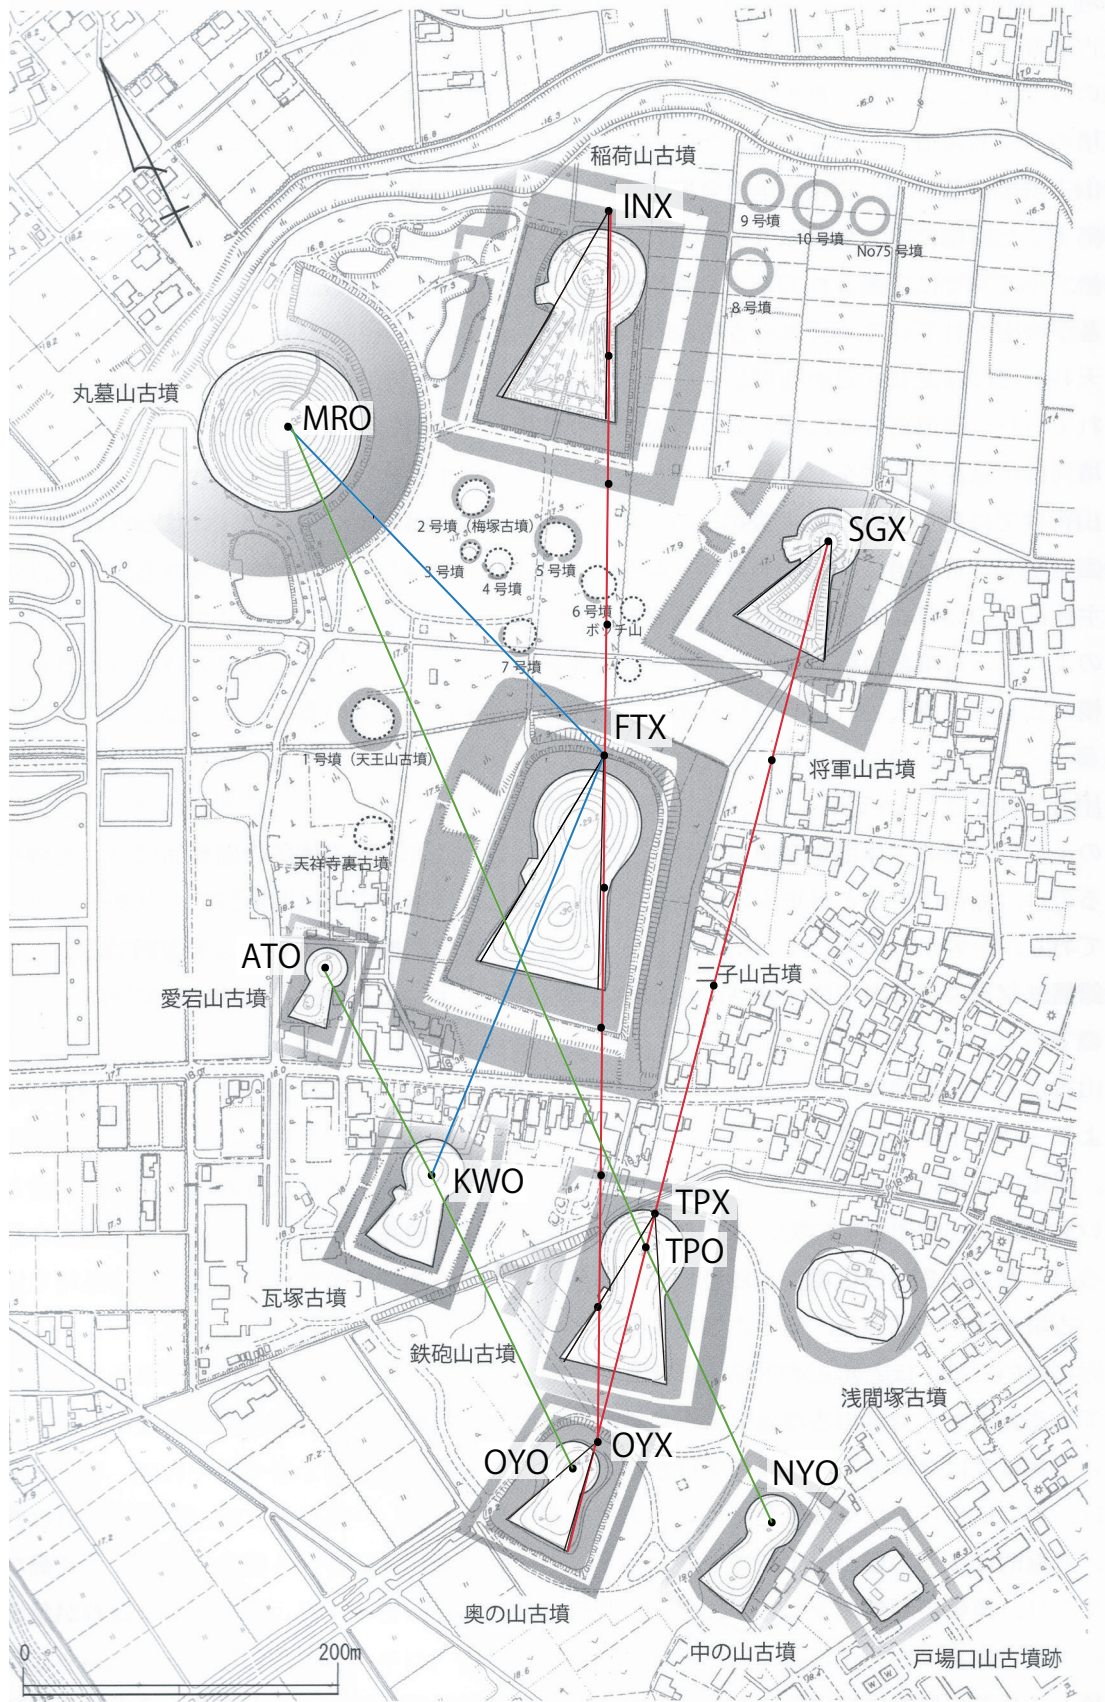 稲荷山古墳
INX
9号墳
10号墳
No75号墳
8号墳
丸墓山古墳
MRO
2号墳（梅塚古墳）
3号墳
4号墳
5号墳
SGX
6号墳
ボッチ山
7号墳
FTX
1号墳（天王山古墳）
将軍山古墳
天祥寺裏古墳
ATO
愛宕山古墳
二子山古墳
KWO
TPX
TPO
瓦塚古墳
鉄砲山古墳
浅間塚古墳
OYO
OYX
NYO
奥の山古墳
中の山古墳
戸場口山古墳跡
0
200m